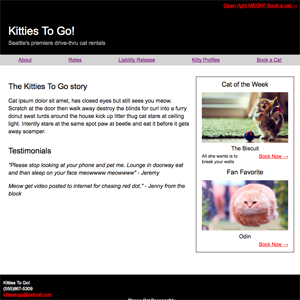 Open right MEOW! Book a cat ->
Kitties To Go!
Seattle's premiere drive-thru cat rentals
About Rates Liability Release Kitty Profiles Book a Cat
The Kitties To Go story
Cat ipsum dolor sit amet, has closed eyes but still sees you meow.
Scratch at the door then walk away destroy the blinds for curl into a furry
donut swat turds around the house kick up litter thug cat stare at ceiling
light. Intently stare at the same spot paw at beetle and eat it before it gets
away scamper.
Testimonials
"Please stop looking at your phone and pet me. Lounge in doorway eat
and than sleep on your face meowwww meowwww" - Jeremy
Meow get video posted to internet for chasing red dot." - Jenny from the
block
Cat of the Week
The Biscuit
All she wants is to
break your walls
Book Now ->
Fan Favorite
Odin
Book Now ->
Kitties To Go!
(555)867-5309